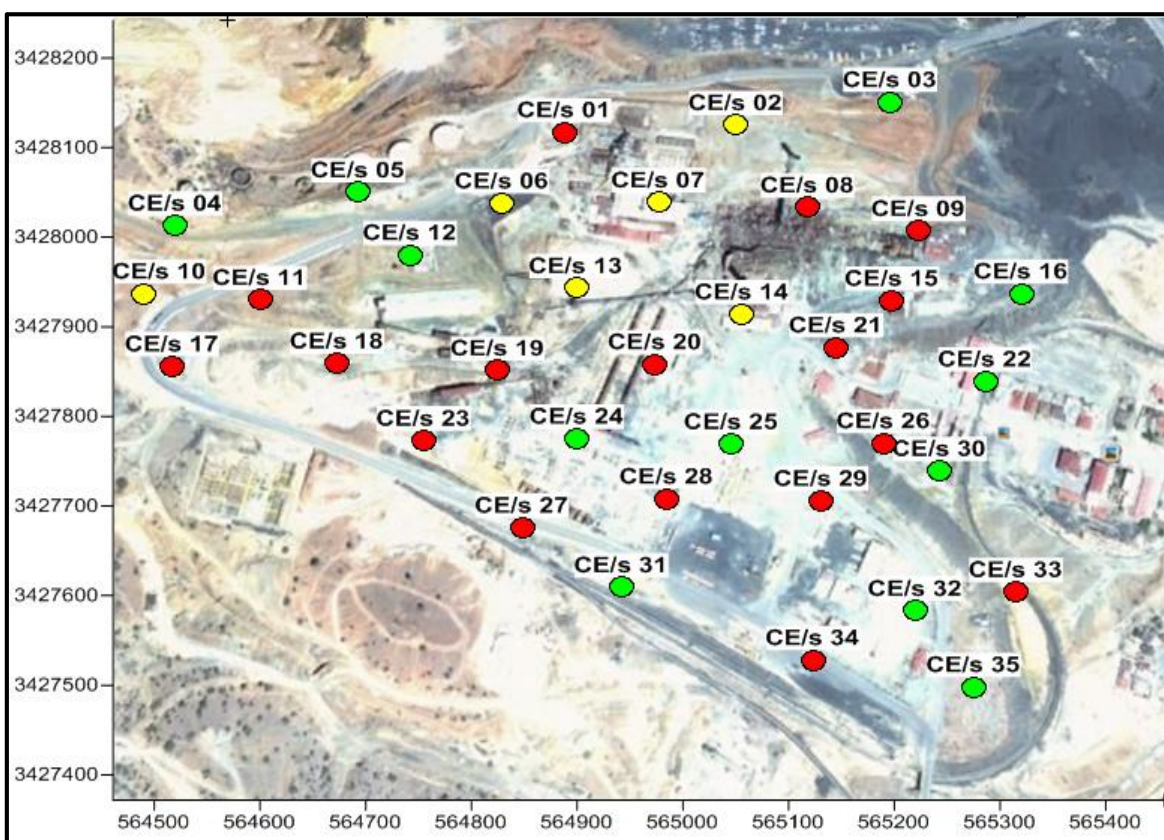 3428200
3428100
3428000
3427900
3427800
3427700
3427600
3427500
3427400
CE/s 03
CE/s 02
CE/s 01
CE/s 05
CE/s 06
CE/s 07
CE/s 08
CE/s 04
CE/s 09
CE/s 12
CE/s 10
CE/s 11
CE/s 13
CE/s 14
CE/s 15
CE/s 16
CE/s 17
CE/s 18
CE/s 19
CE/s 20
CE/s 21
CE/s 22
CE/s 23
CE/s 24
CE/s 25
CE/s 26
CE/s 30
CE/s 28
CE/s 29
CE/s 27
CE/s 31
CE/s 32
CE/s 33
CE/s 34
CE/s 35
564500 564600 564700 564800 564900 565000 565100 565200 565300 565400